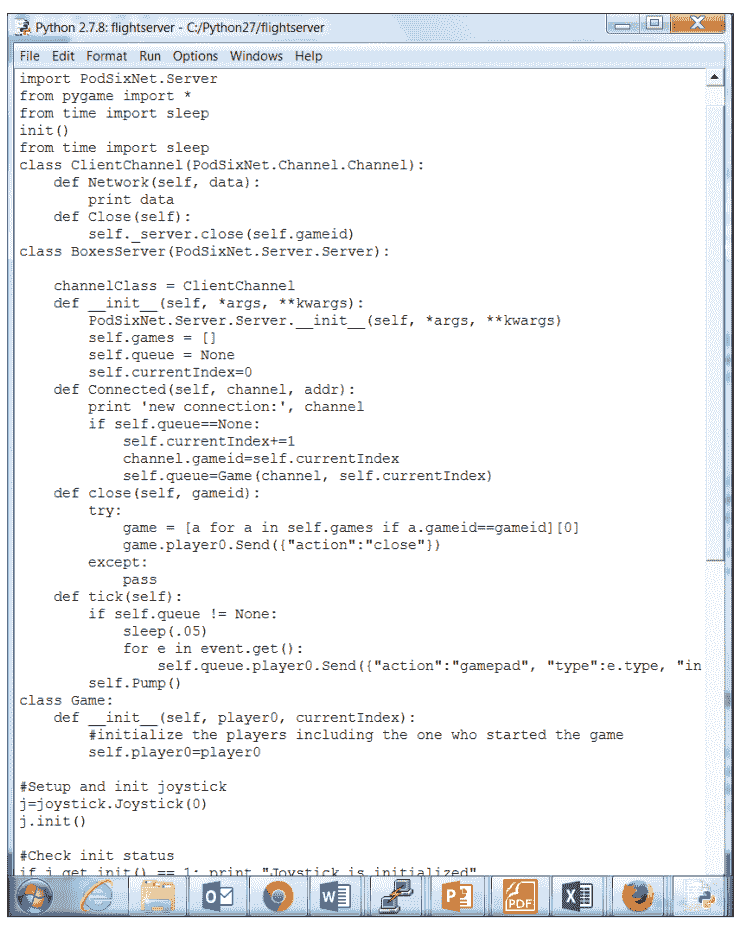 Python 2.7.8: flightserver - C:/Python27/flightserver
File Edit Format Run Options Windows Help
import PodSixNet.Server
from pygame import *
from time import sleep
init()
from time import sleep
class ClientChannel(PodSixNet.Channel.Channel):
    def Network(self, data):
        print data
    def Close(self):
        self._server.close(self.gameid)
class BoxesServer(PodSixNet.Server.Server):

    channelClass = ClientChannel
    def __init__(self, *args, **kwargs):
        PodSixNet.Server.Server.__init__(self, *args, **kwargs)
        self.games = []
        self.queue = None
        self.currentIndex=0
    def Connected(self, channel, addr):
        print 'new connection:', channel
        if self.queue==None:
            self.currentIndex+=1
            channel.gameid=self.currentIndex
            self.queue=Game(channel, self.currentIndex)
    def close(self, gameid):
        try:
            game = [a for a in self.games if a.gameid==gameid][0]
            game.player0.Send({"action":"close"})
        except:
            pass
    def tick(self):
        if self.queue != None:
            sleep(.05)
            for e in event.get():
                self.queue.player0.Send({"action":"gamepad", "type":e.type, "in
        self.Pump()
class Game:
    def __init__(self, player0, currentIndex):
        #initialize the players including the one who started the game
        self.player0=player0

#Setup and init joystick
j=joystick.Joystick(0)
j.init()

#Check init status
if j.get_init() == 1: print "Joystick is initialized"